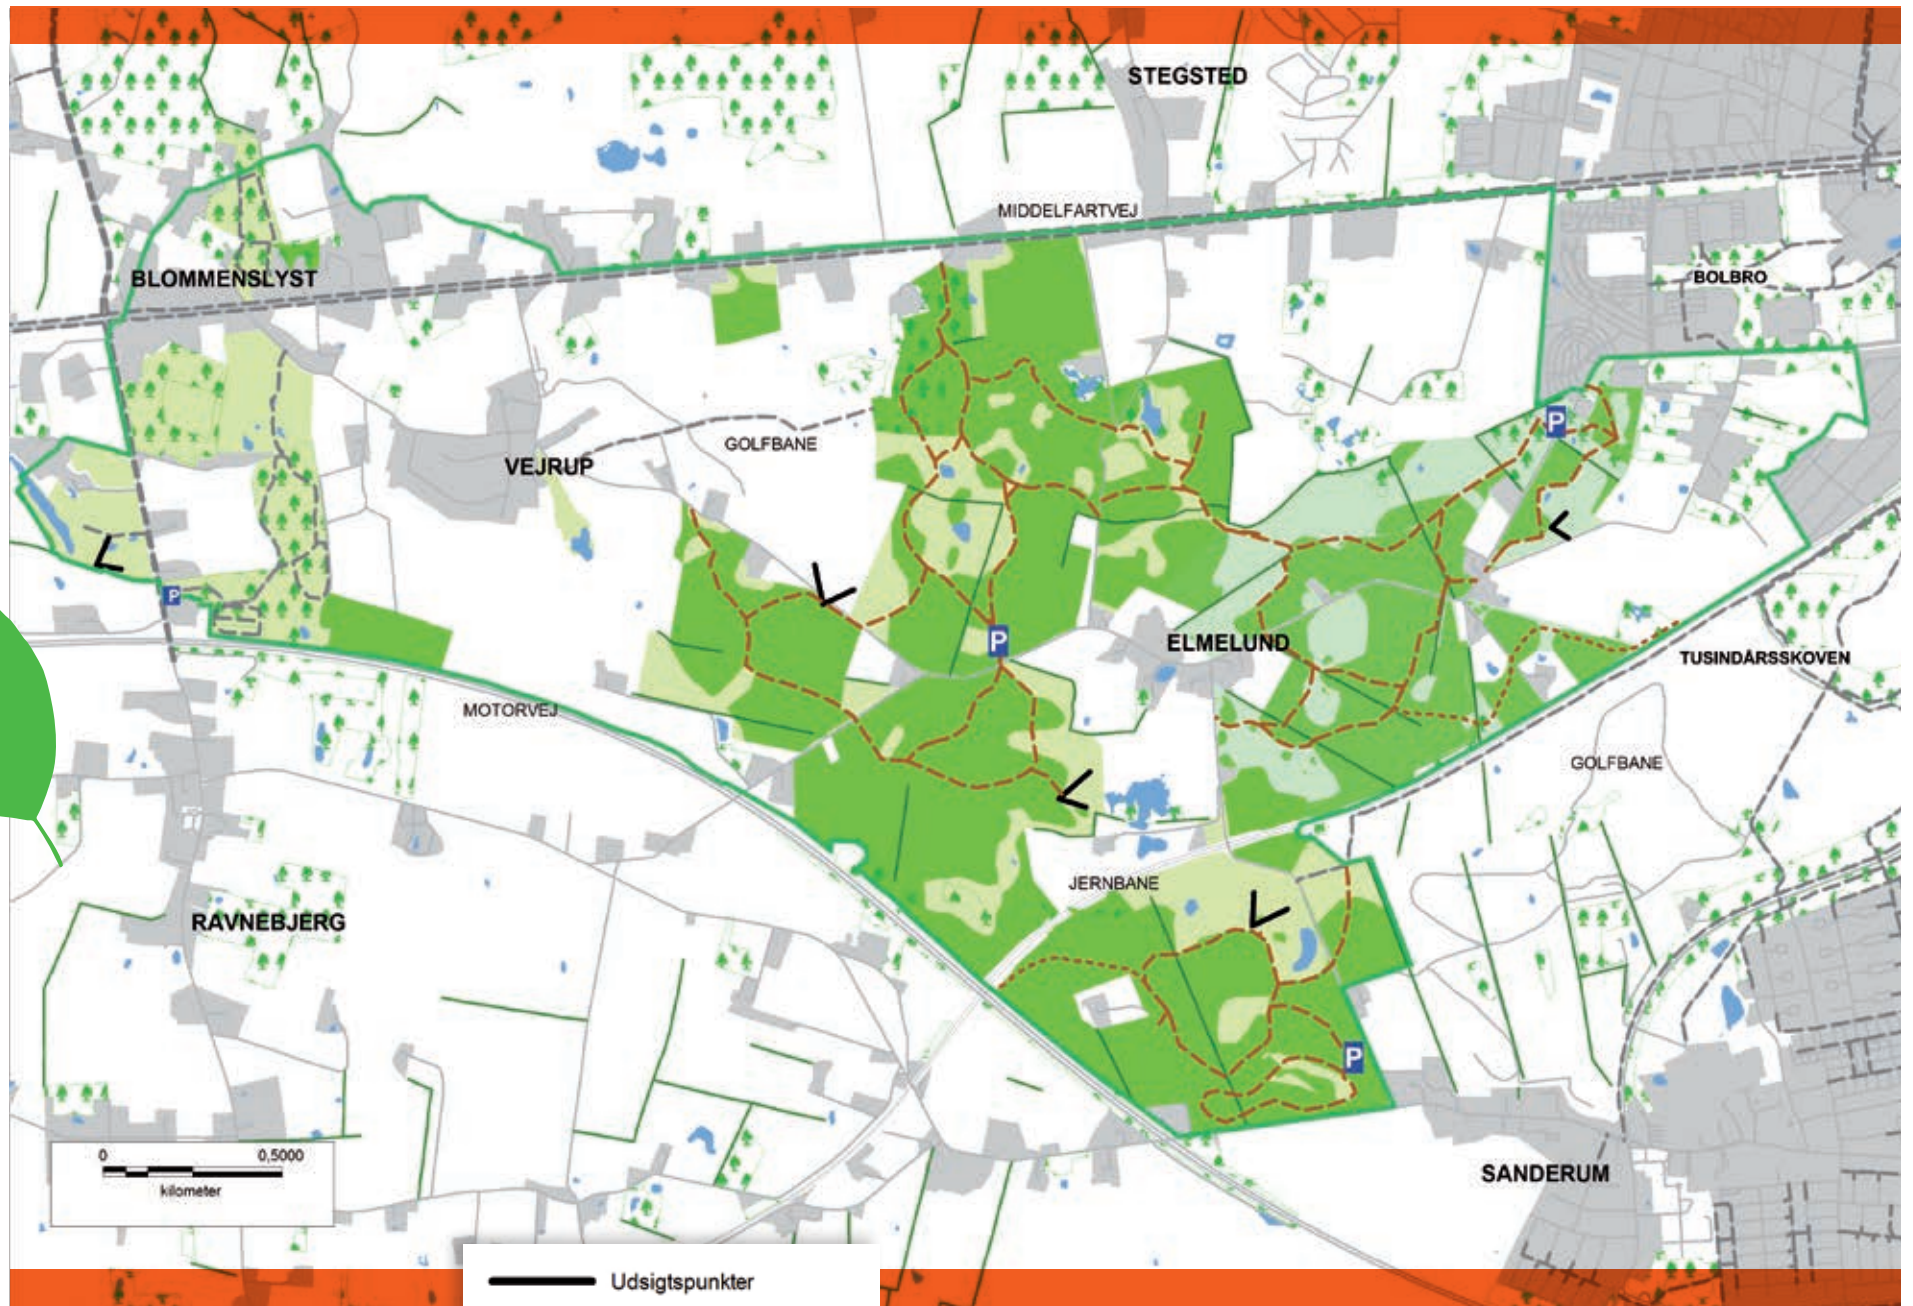 STEGSTED
MIDDELFARTVEJ
BLOMMENSLYST
BOLBRO
P
GOLFBANE
VEJRUP
P
P
ELMELUND
TUSINDÅRSSKOVEN
MOTORVEJ
GOLFBANE
JERNBANE
RAVNEBJERG
P
SANDERUM
0 0,5000
kilometer
Udsigtspunkter